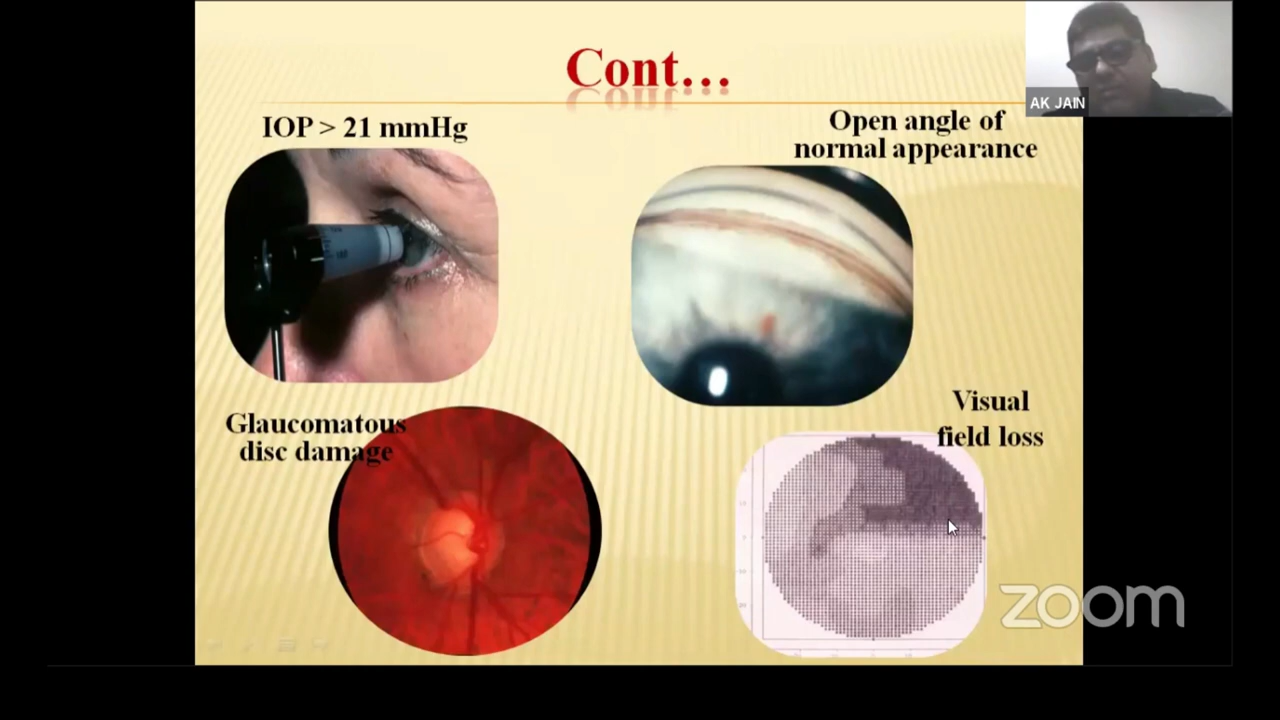 Cont...
AK JAIN
IOP > 21 mmHg
Open angle of
normal appearance
Glaucomatous
disc damage
Visual
field loss
zoom